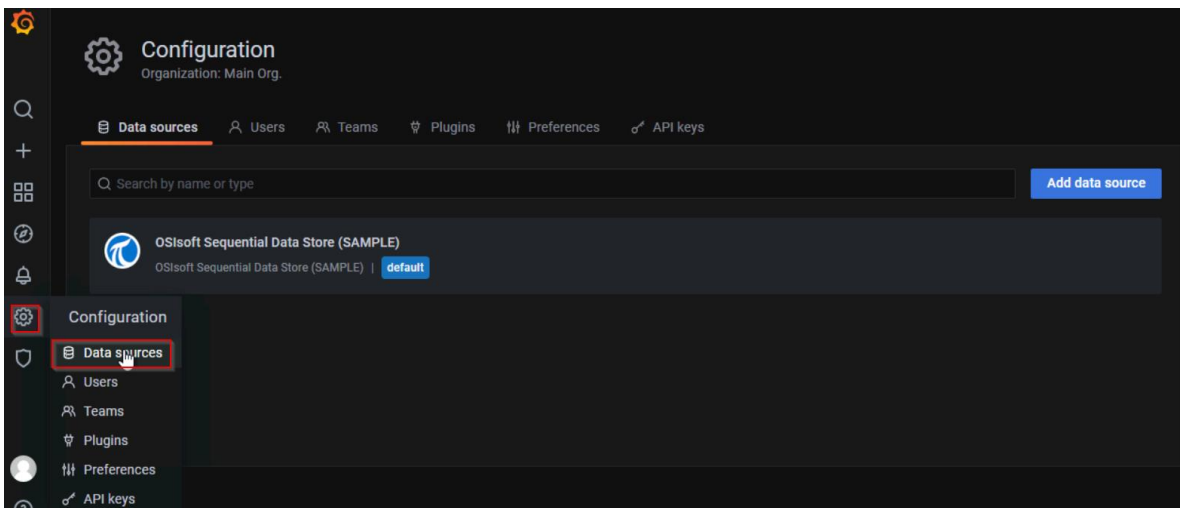 Configuration
Organization: Main Org.
Data sources Users Teams Plugins Preferences API keys
Search by name or type Add data source
OSIsoft Sequential Data Store (SAMPLE)
OSIsoft Sequential Data Store (SAMPLE) | default
Configuration
Data sources
Users
Teams
Plugins
Preferences
API keys